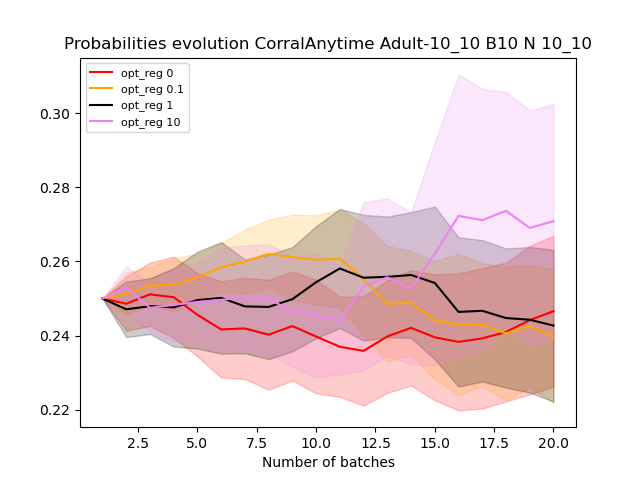 Probabilities evolution CorralAnytime Adult-10_10 B10 N 10_10
opt_reg 0
opt_reg 0.1
opt_reg 1
opt_reg 10
0.30
0.28
0.26
0.24
0.22
2.5 5.0 7.5 10.0 12.5 15.0 17.5 20.0
Number of batches